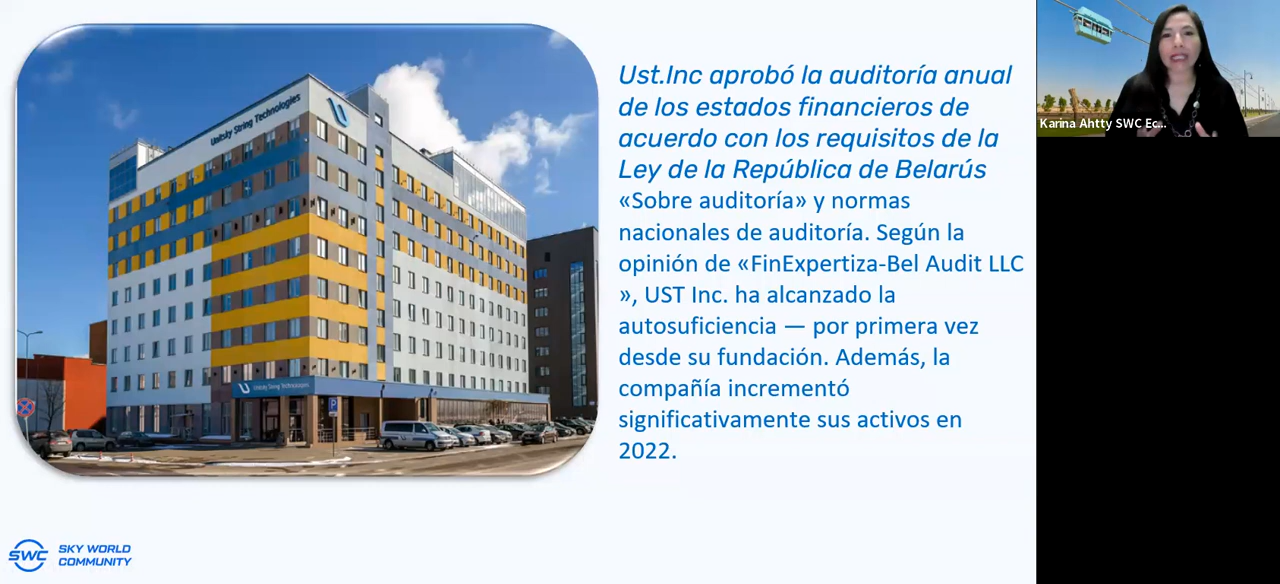 Unitsky String Technologies
Unitsky String Technologies
P
Ust.Inc aprobó la auditoría anual
de los estados financieros de
acuerdo con los requisitos de la
Ley de la República de Belarús
«Sobre auditoría» y normas
nacionales de auditoría. Según la
opinión de «FinExpertiza-Bel Audit LLC
», UST Inc. ha alcanzado la
autosuficiencia — por primera vez
desde su fundación. Además, la
compañía incrementó
significativamente sus activos en
2022.
Karina Ahtty SWC Ec...
SWC
SKY WORLD
COMMUNITY